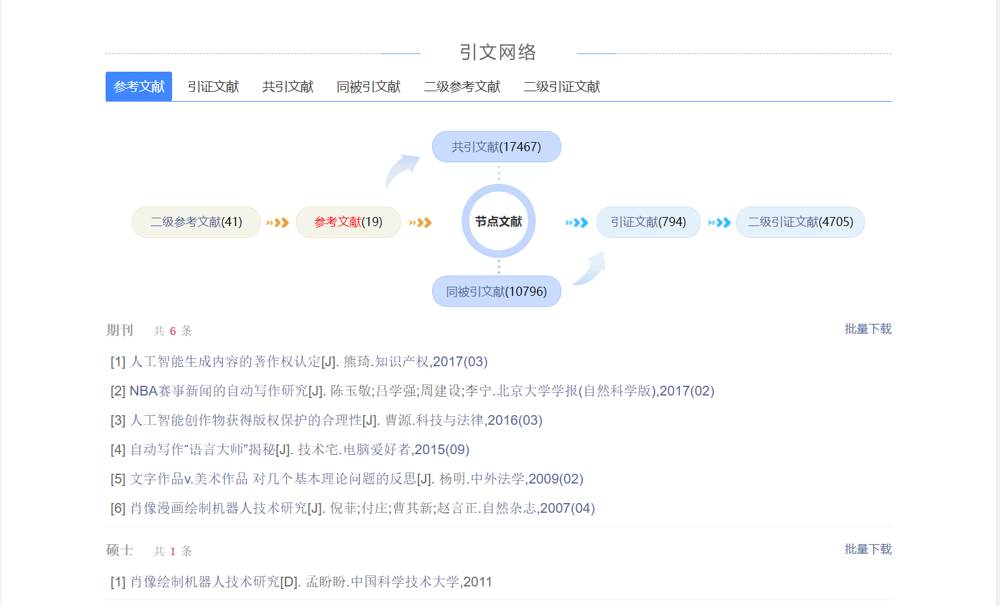 引文网络
参考文献 引证文献 共引文献 同被引文献 二级参考文献 二级引证文献
共引文献(17467)
二级参考文献(41) 参考文献(19) 节点文献 引证文献(794) 二级引证文献(4705)
同被引文献(10796)
期刊 共 6 条 批量下载
[1] 人工智能生成内容的著作权认定[J]. 熊琦.知识产权,2017(03)
[2] NBA赛事新闻的自动写作研究[J]. 陈玉敬;吕学强;周建设;李宁.北京大学学报(自然科学版),2017(02)
[3] 人工智能创作物获得版权保护的合理性[J]. 曹源.科技与法律,2016(03)
[4] 自动写作“语言大师”揭秘[J]. 技术宅.电脑爱好者,2015(09)
[5] 文字作品v.美术作品 对几个基本理论问题的反思[J]. 杨明.中外法学,2009(02)
[6] 肖像漫画绘制机器人技术研究[J]. 倪菲;付庄;曹其新;赵言正.自然杂志,2007(04)
硕士 共 1 条 批量下载
[1] 肖像绘制机器人技术研究[D]. 孟盼盼.中国科学技术大学,2011